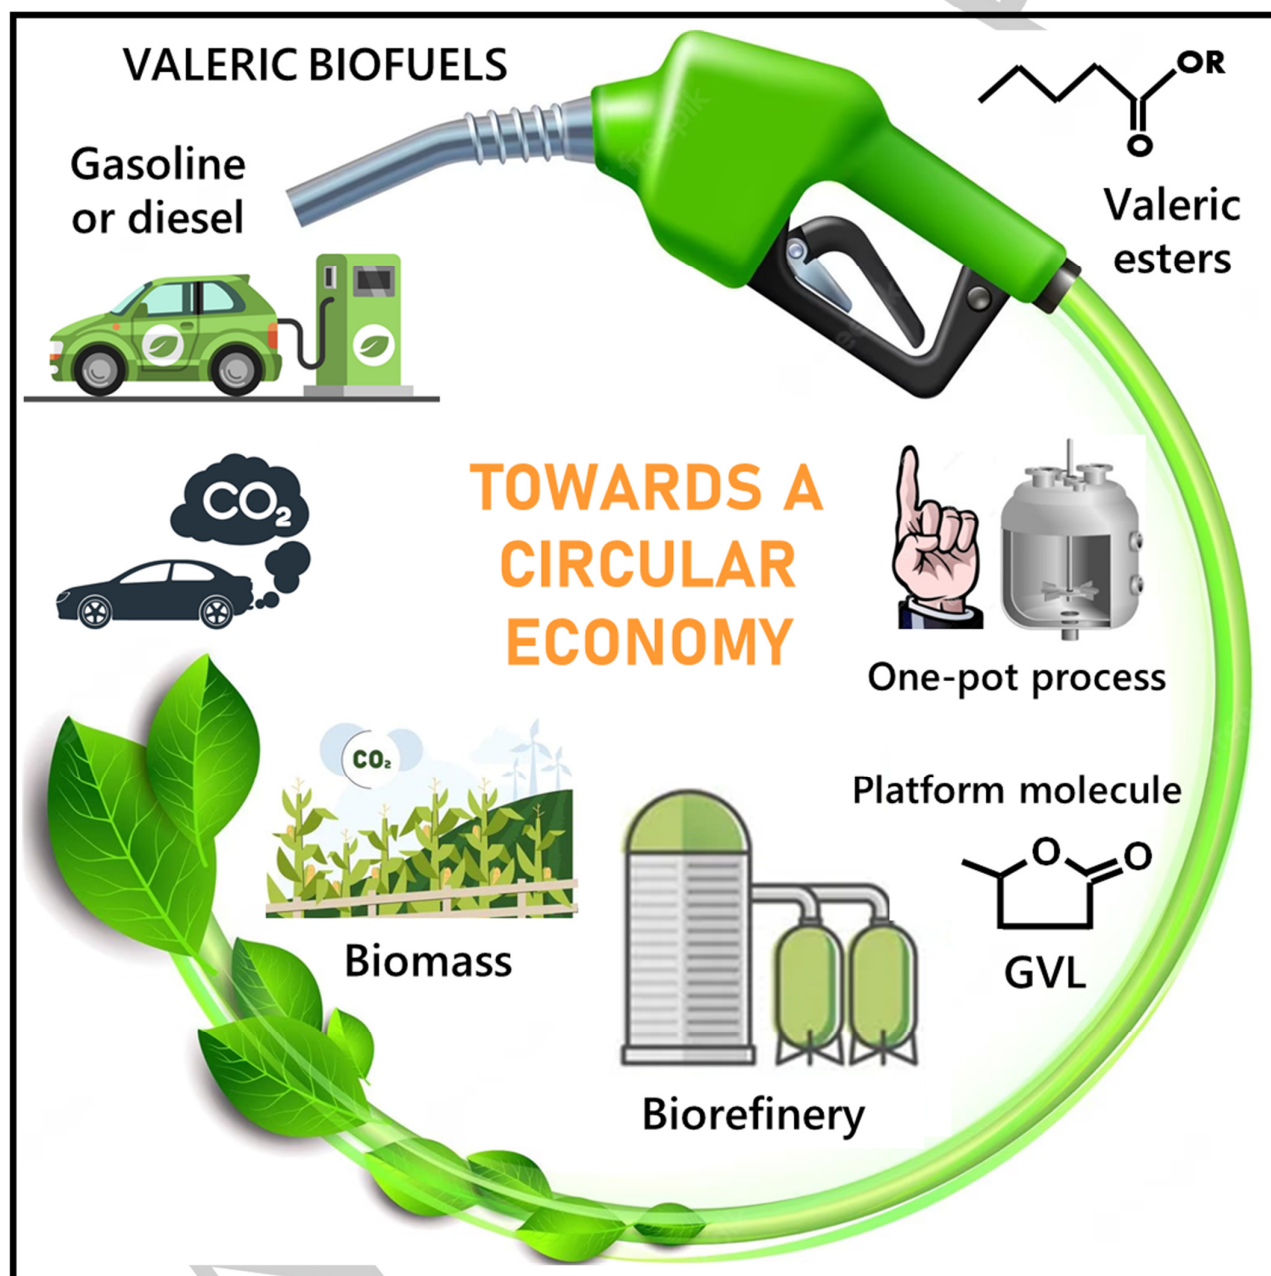 VALERIC BIOFUELS
Gasoline
or diesel
OR
O
Valeric
esters
CO₂
TOWARDS A
CIRCULAR
ECONOMY
One-pot process
CO₂
Biomass
Platform molecule
O
O
GVL
Biorefinery